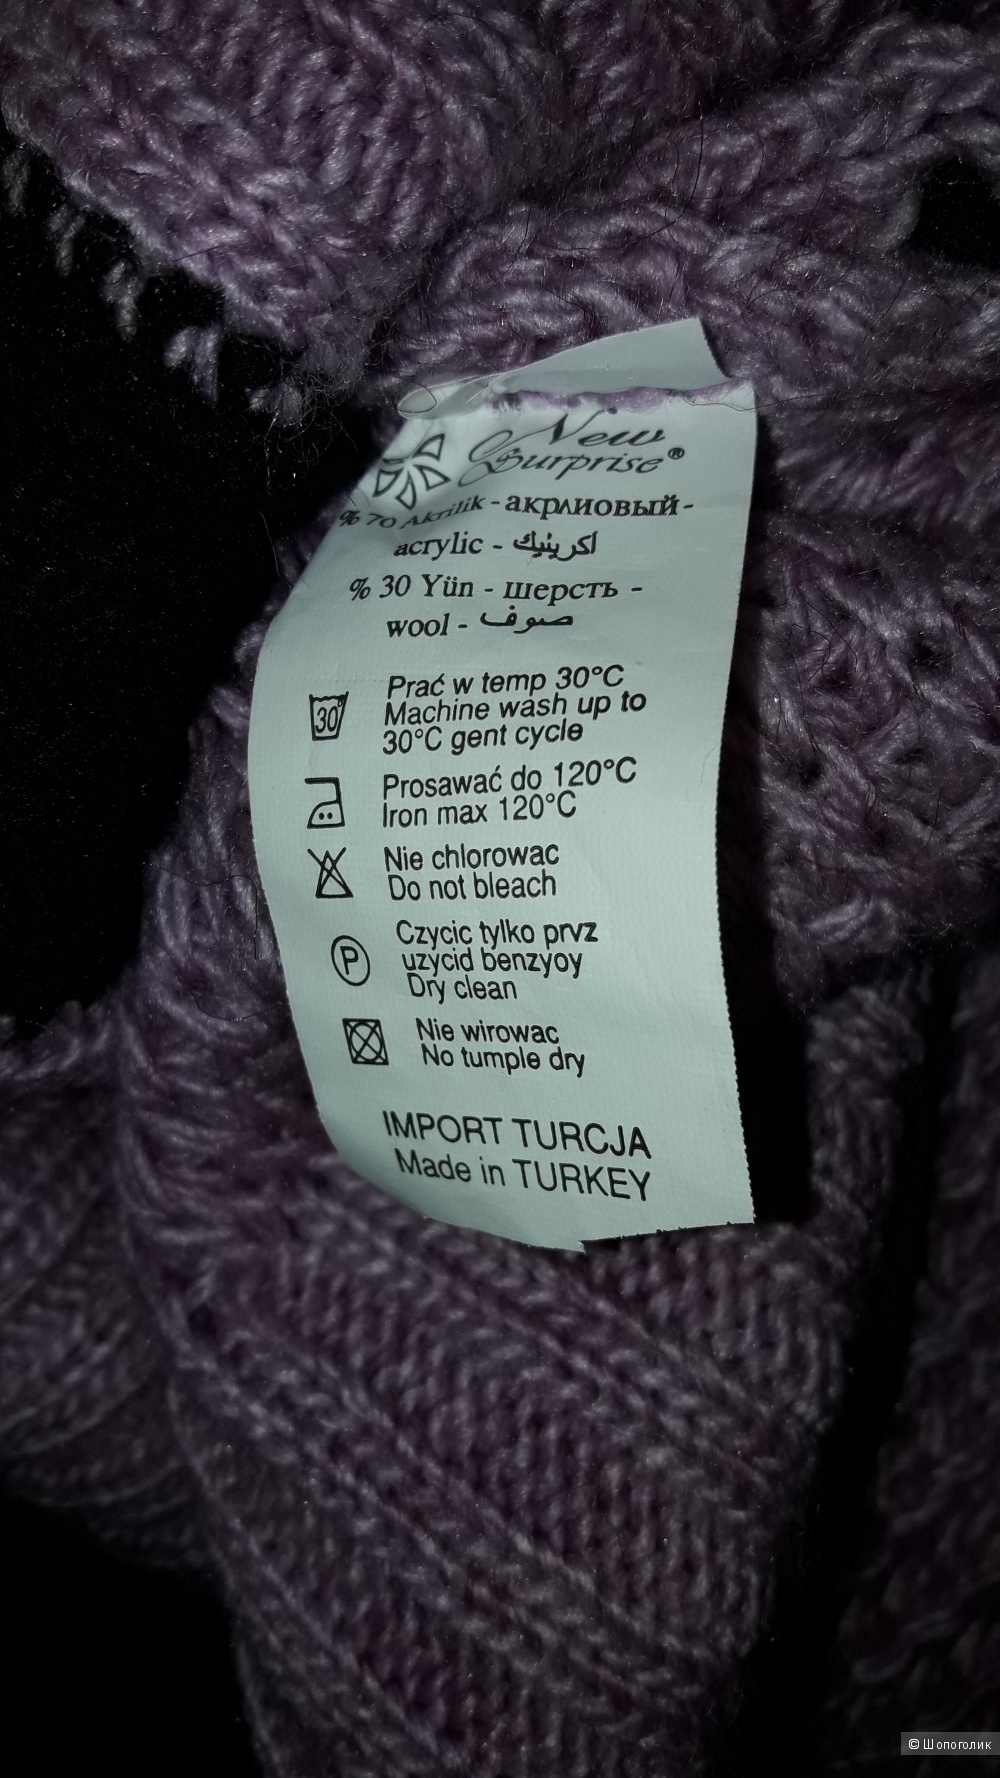 New
Surprise®
% 70 Akrilik - акрлиовый -
acrylic - اكرينيك
% 30 Yün - шерсть -
wool - صوف
30°
Prać w temp 30°C
Machine wash up to
30°C gent cycle
Prosawać do 120°C
Iron max 120°C
Nie chlorowac
Do not bleach
P
Czycic tylko prvz
uzycid benzyoy
Dry clean
Nie wirowac
No tumple dry
IMPORT TURCJA
Made in TURKEY
© Шопоголик